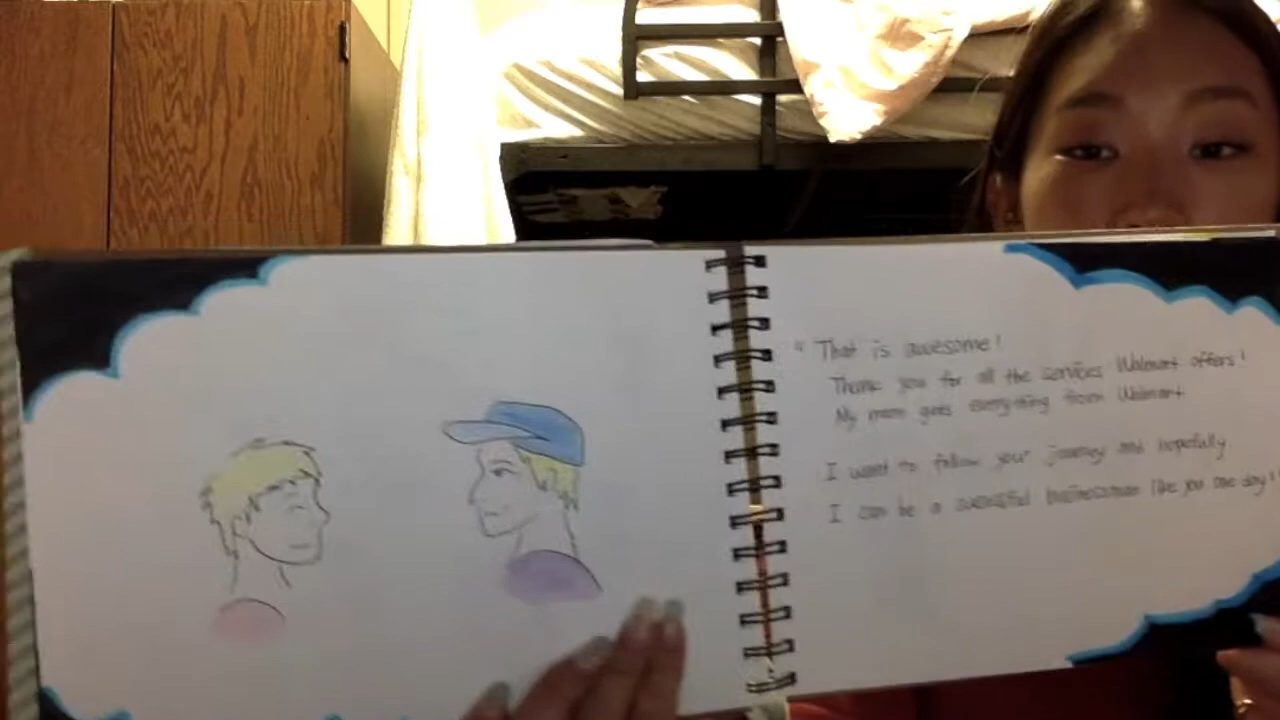 " That is awesome!
Thank you for all the services Walmart offers!
My mom gets everything from Walmart
I want to follow your journey and hopefully
I can be a successful businessman like you one day!